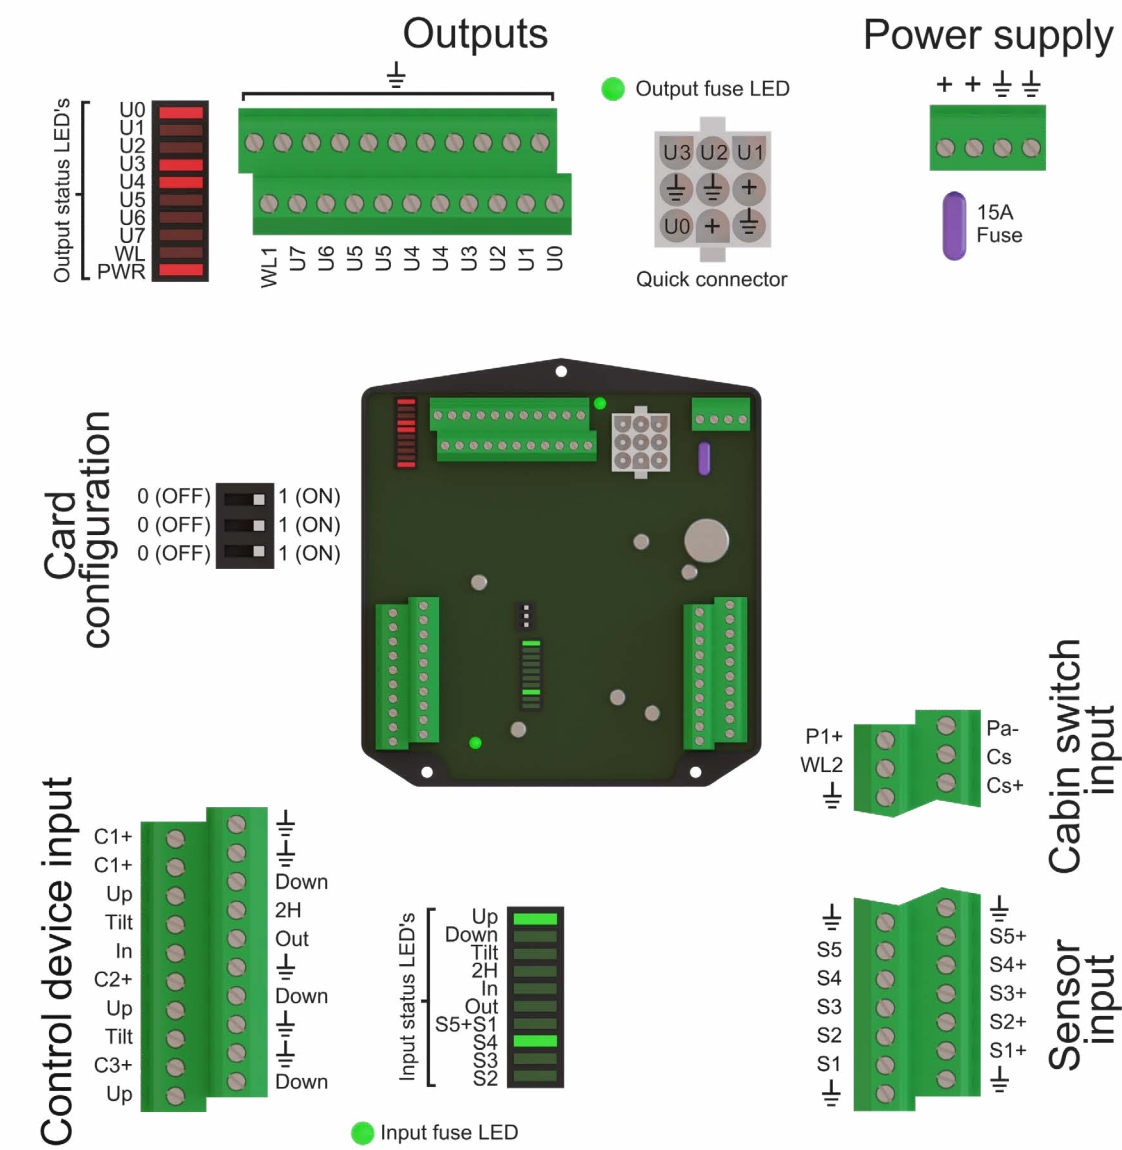 Outputs
Power supply
Output status LED's
U0
U1
U2
U3
U4
U5
U6
U7
WL
PWR
WL1
U7
U6
U5
U5
U4
U4
U3
U2
U1
U0
Output fuse LED
U3 U2 U1
+
U0 +
Quick connector
+ +
15A
Fuse
Card
configuration
0 (OFF) 1 (ON)
0 (OFF) 1 (ON)
0 (OFF) 1 (ON)
Cabin switch
input
P1+
WL2
Pa-
Cs
Cs+
Control device input
C1+
C1+
Up
Tilt
In
C2+
Up
Tilt
C3+
Up
Down
2H
Out
Down
Down
Input status LED's
Up
Down
Tilt
2H
In
Out
S5+S1
S4
S3
S2
Input fuse LED
Sensor
input
S5
S4
S3
S2
S1
S5+
S4+
S3+
S2+
S1+